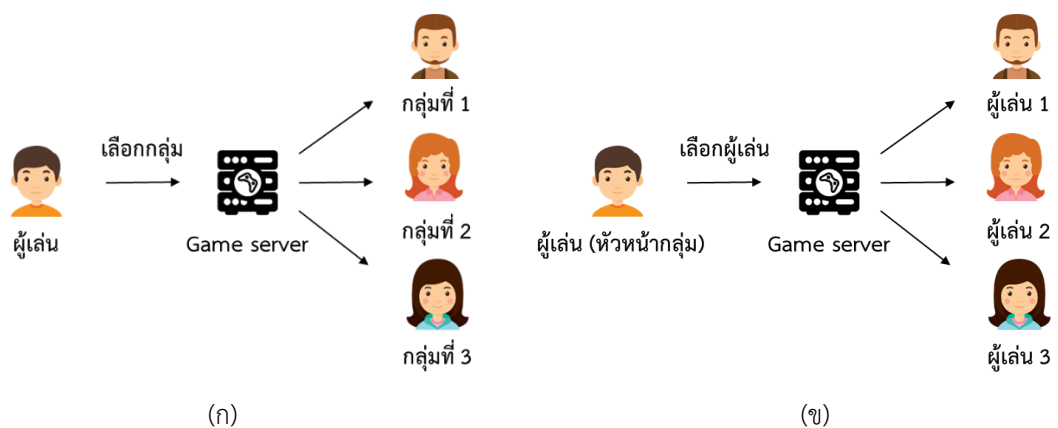 กลุ่มที่ 1
เลือกกลุ่ม
ผู้เล่น
Game server
กลุ่มที่ 2
กลุ่มที่ 3
(ก)
ผู้เล่น 1
เลือกผู้เล่น
ผู้เล่น (หัวหน้ากลุ่ม)
Game server
ผู้เล่น 2
ผู้เล่น 3
(ข)